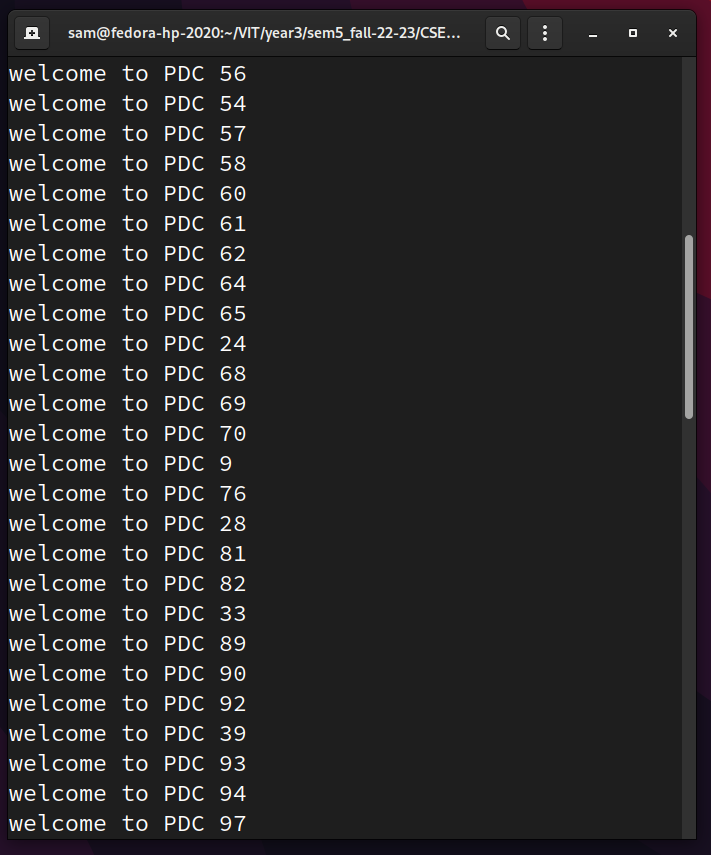 sam@fedora-hp-2020:~/VIT/year3/sem5_fall-22-23/CSE...
welcome to PDC 56
welcome to PDC 54
welcome to PDC 57
welcome to PDC 58
welcome to PDC 60
welcome to PDC 61
welcome to PDC 62
welcome to PDC 64
welcome to PDC 65
welcome to PDC 24
welcome to PDC 68
welcome to PDC 69
welcome to PDC 70
welcome to PDC 9
welcome to PDC 76
welcome to PDC 28
welcome to PDC 81
welcome to PDC 82
welcome to PDC 33
welcome to PDC 89
welcome to PDC 90
welcome to PDC 92
welcome to PDC 39
welcome to PDC 93
welcome to PDC 94
welcome to PDC 97